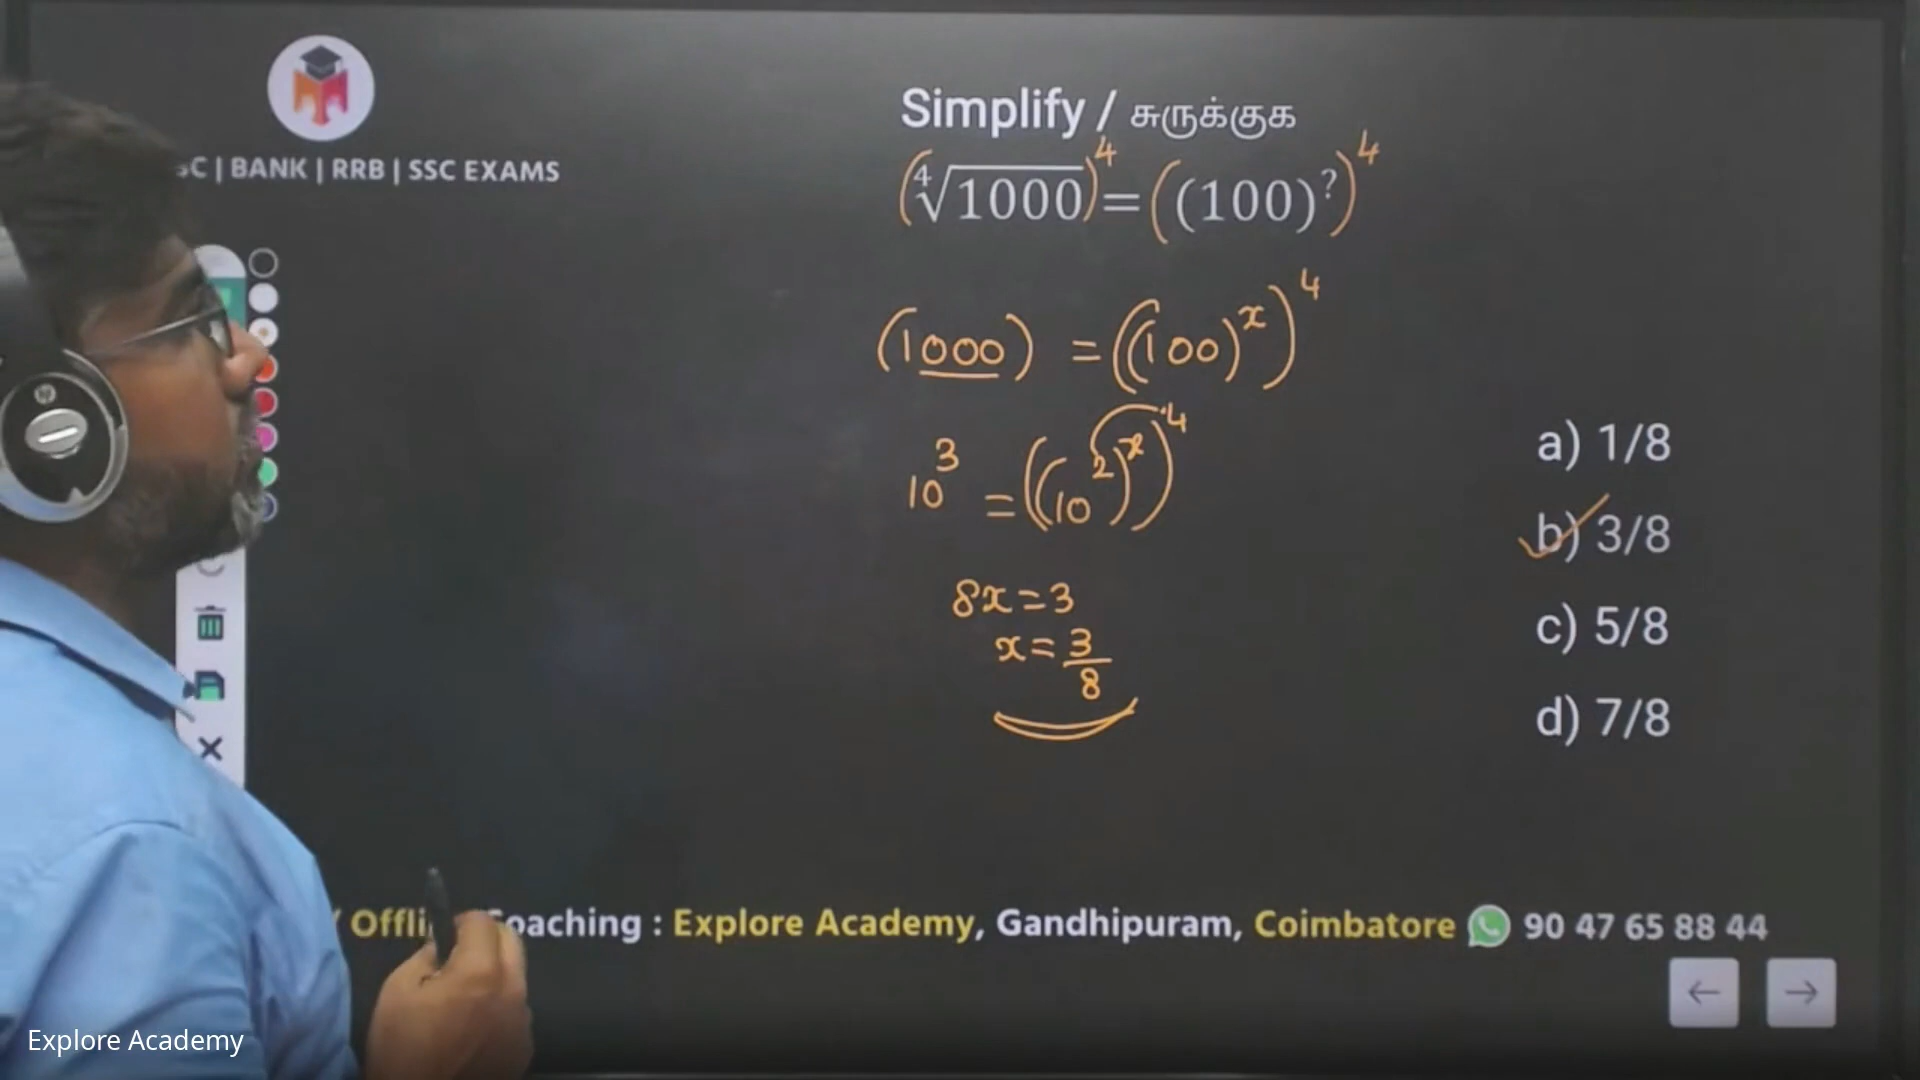 Simplify / சுருக்குக
(∜1000)⁴ = ((100)^?)⁴
SC | BANK | RRB | SSC EXAMS
(1000) = ((100)^x)⁴
10³ = ((10²)^x)⁴
8x = 3
x = 3/8
a) 1/8
b) 3/8
c) 5/8
d) 7/8
Coaching : Explore Academy, Gandhipuram, Coimbatore 90 47 65 88 44
Explore Academy